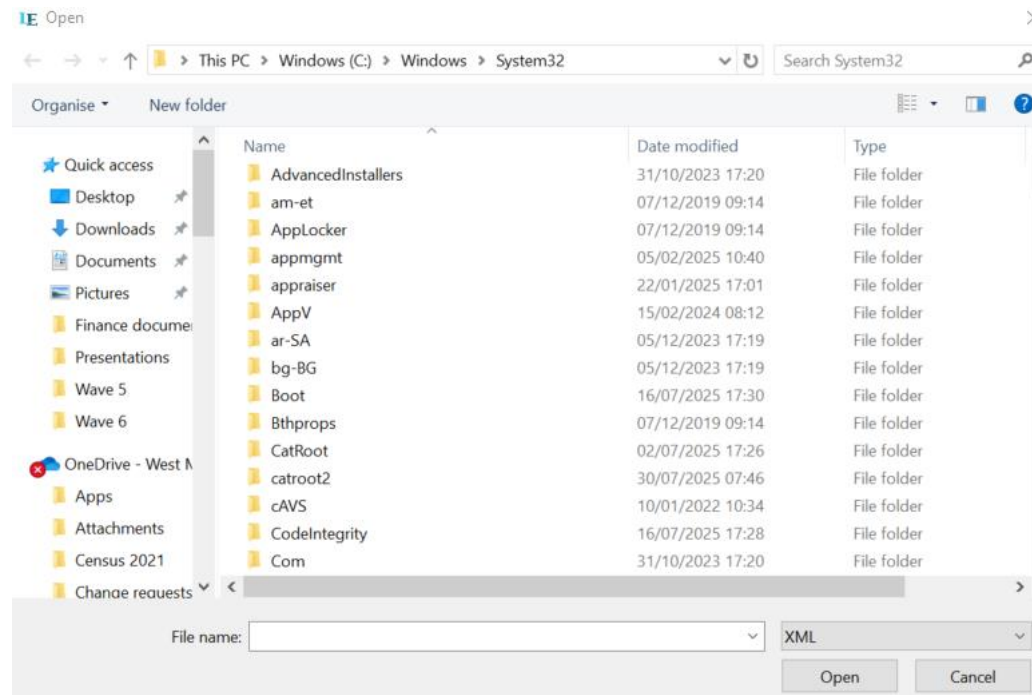 IE Open
This PC > Windows (C:) > Windows > System32
Search System32
Organise
New folder
Name Date modified Type
Quick access
Desktop
Downloads
Documents
Pictures
Finance docume
Presentations
Wave 5
Wave 6
OneDrive - West M
Apps
Attachments
Census 2021
Change requests
AdvancedInstallers 31/10/2023 17:20 File folder
am-et 07/12/2019 09:14 File folder
AppLocker 07/12/2019 09:14 File folder
appmgmt 05/02/2025 10:40 File folder
appraiser 22/01/2025 17:01 File folder
AppV 15/02/2024 08:12 File folder
ar-SA 05/12/2023 17:19 File folder
bg-BG 05/12/2023 17:19 File folder
Boot 16/07/2025 17:30 File folder
Bthprops 07/12/2019 09:14 File folder
CatRoot 02/07/2025 17:26 File folder
catroot2 30/07/2025 07:46 File folder
cAVS 10/01/2022 10:34 File folder
CodeIntegrity 16/07/2025 17:28 File folder
Com 31/10/2023 17:20 File folder
File name:
XML
Open
Cancel